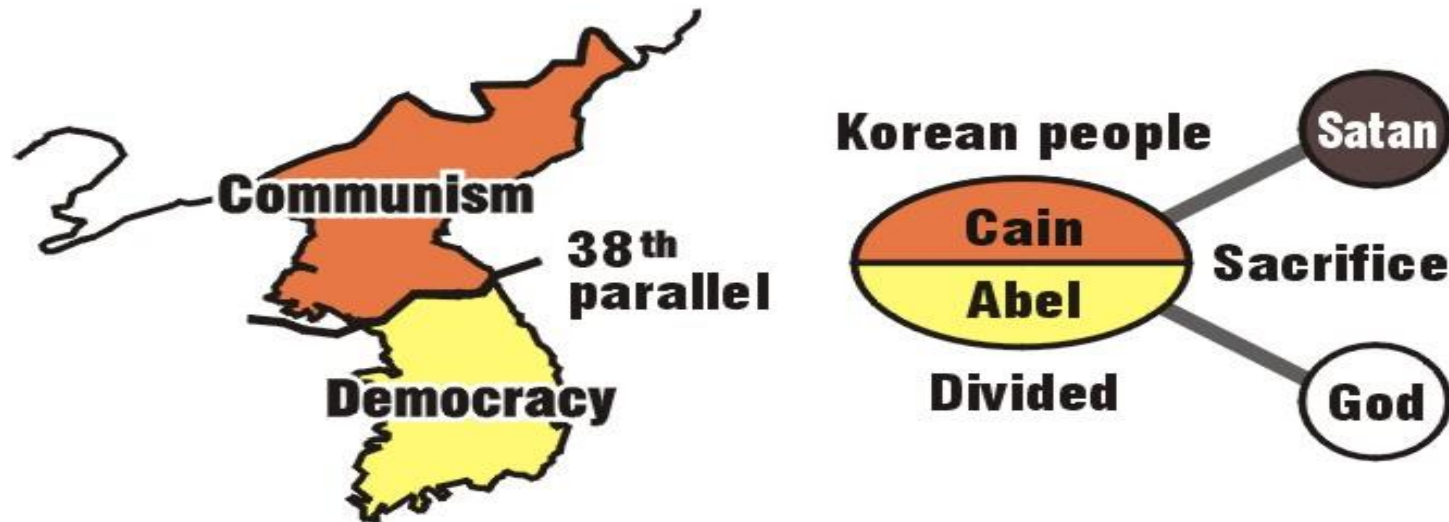 Communism
38th
parallel
Democracy
Korean people
Satan
Cain
Abel
Sacrifice
Divided
God